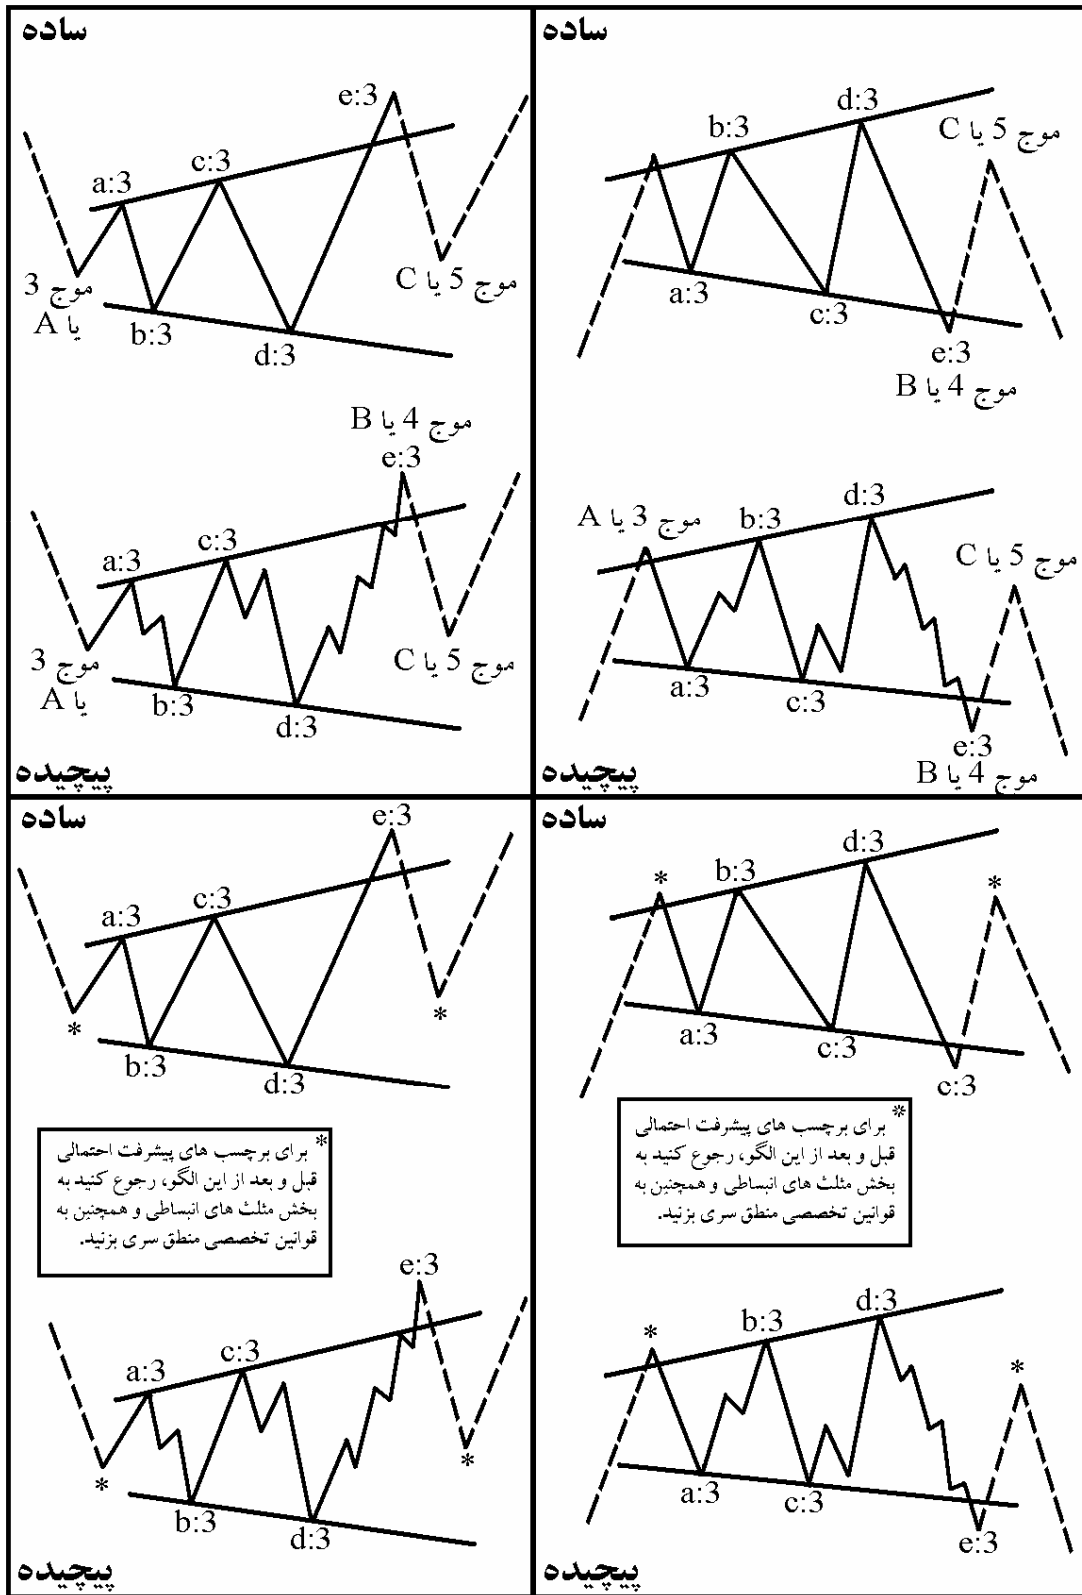 ساده
e:3
c:3
a:3
موج 3
یا A
b:3
d:3
موج 5 یا C
موج 4 یا B
e:3
c:3
a:3
موج 3
یا A
b:3
d:3
موج 5 یا C
پیچیده
ساده
d:3
b:3
موج 5 یا C
a:3
c:3
e:3
موج 4 یا B
d:3
موج 3 یا A
b:3
موج 5 یا C
a:3
c:3
e:3
موج 4 یا B
پیچیده
ساده
e:3
c:3
a:3
*
b:3
d:3
*
* برای برچسب های پیشرفت احتمالی
قبل و بعد از این الگو، رجوع کنید به
بخش مثلث های انبساطی و همچنین به
قوانین تخصصی منطق سری بزنید.
e:3
c:3
a:3
*
b:3
d:3
*
پیچیده
ساده
d:3
b:3
*
*
a:3
c:3
c:3
* برای برچسب های پیشرفت احتمالی
قبل و بعد از این الگو، رجوع کنید به
بخش مثلث های انبساطی و همچنین به
قوانین تخصصی منطق سری بزنید.
d:3
b:3
*
*
a:3
c:3
e:3
پیچیده